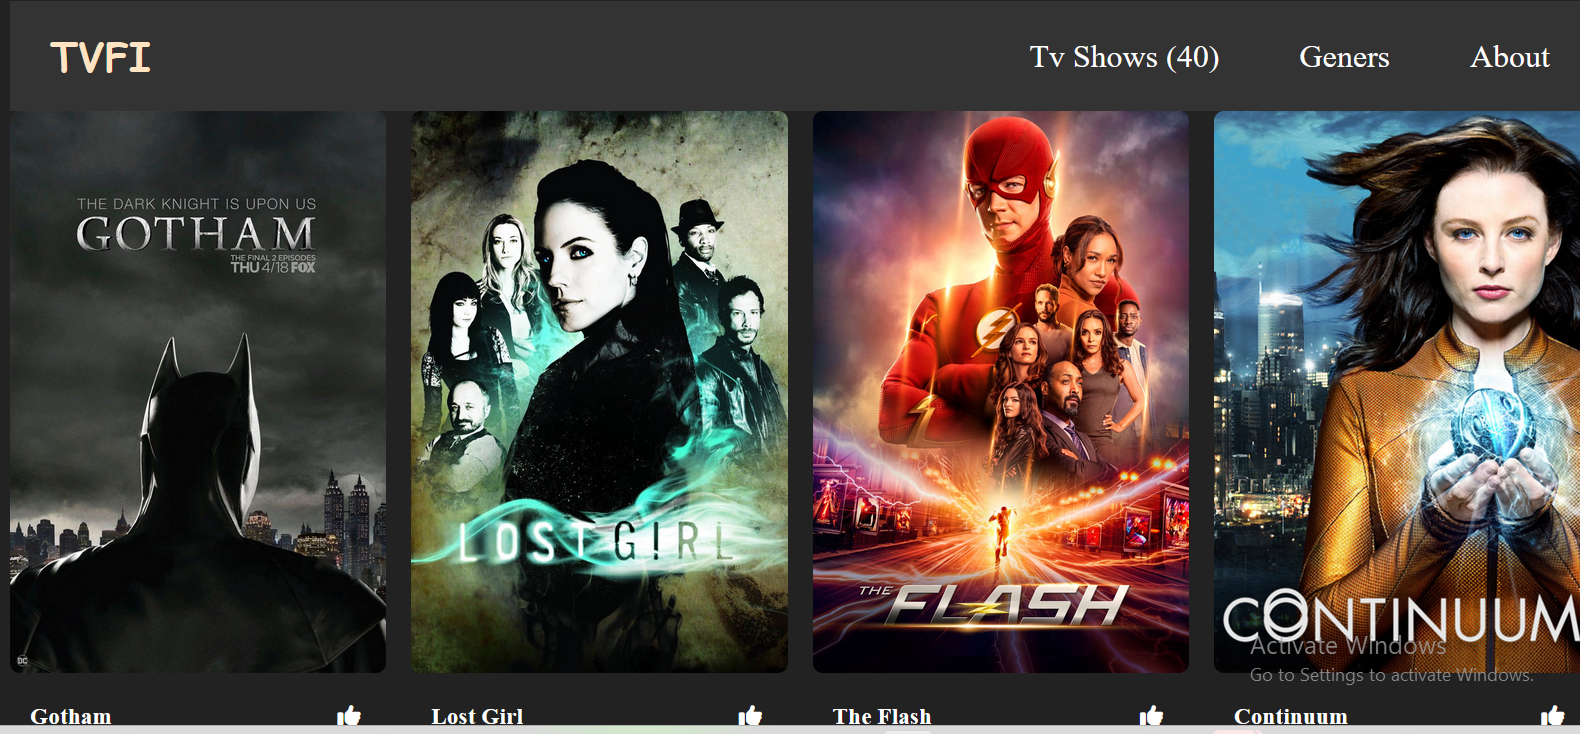 TVFI
Tv Shows (40)
Geners
About
THE DARK KNIGHT IS UPON US
GOTHAM
THE FINAL 2 EPISODES
THU 4/18 FOX
DC
LOST GIRL
THE FLASH
CONTINUUM
Activate Windows
Go to Settings to activate Windows.
Gotham
Lost Girl
The Flash
Continuum